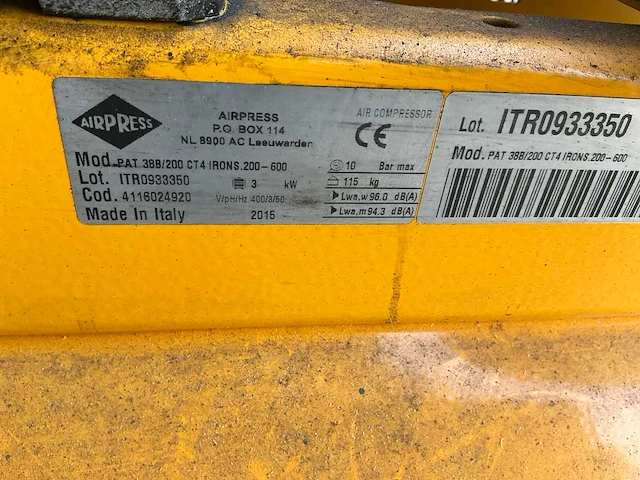 AIRPRESS
AIRPRESS
P.O. BOX 114
NL 8900 AC Leeuwarden
AIR COMPRESSOR
CE
Mod. PAT 38B/200 CT4 IRONS.200-600
Lot. ITR0933350
Cod. 4116024920
Made In Italy
3 kW
V/pH/Hz 400/3/50
2015
10 Bar max
115 kg
Lwa,w 96.0 dB(A)
Lwa,m 94.3 dB(A)
Lot. ITR0933350
Mod. PAT 38B/200 CT4 IRONS.200-600